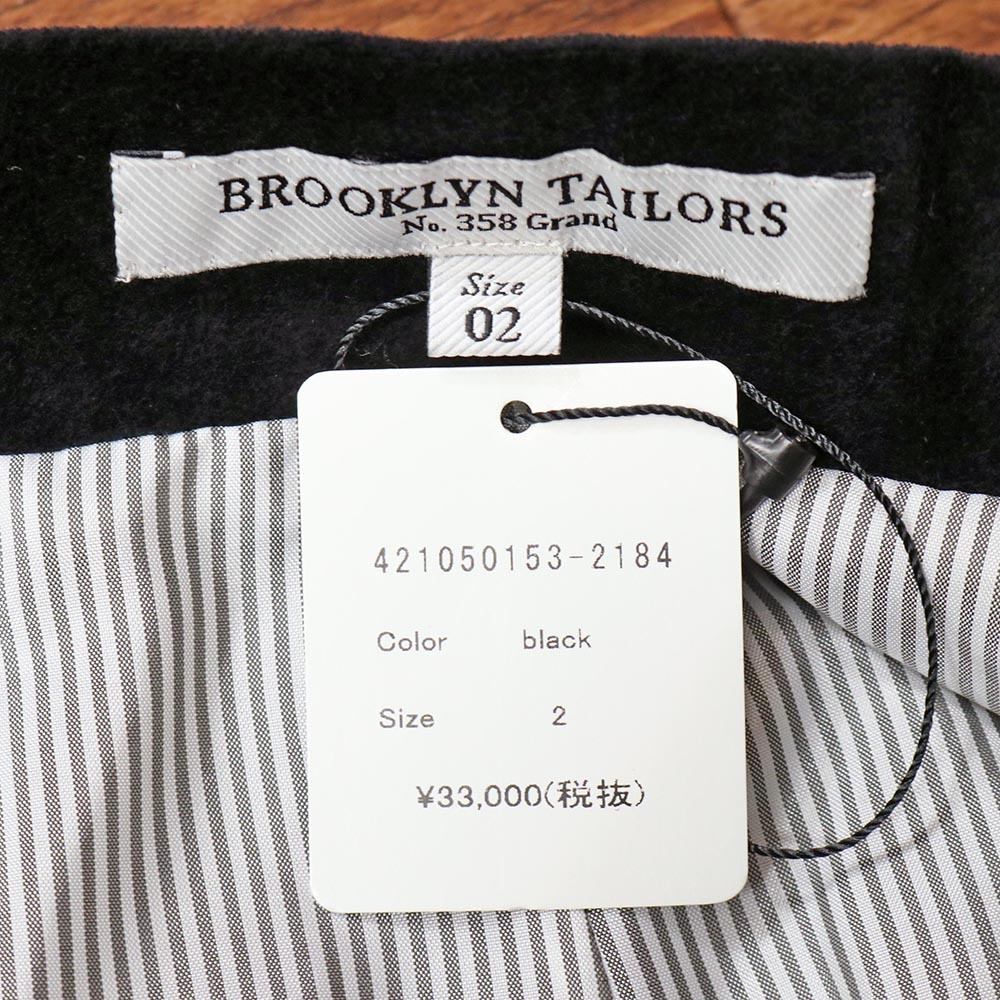 BROOKLYN TAILORS
No. 358 Grand
Size
02
421050153-2184
Color black
Size 2
¥33,000(税抜)